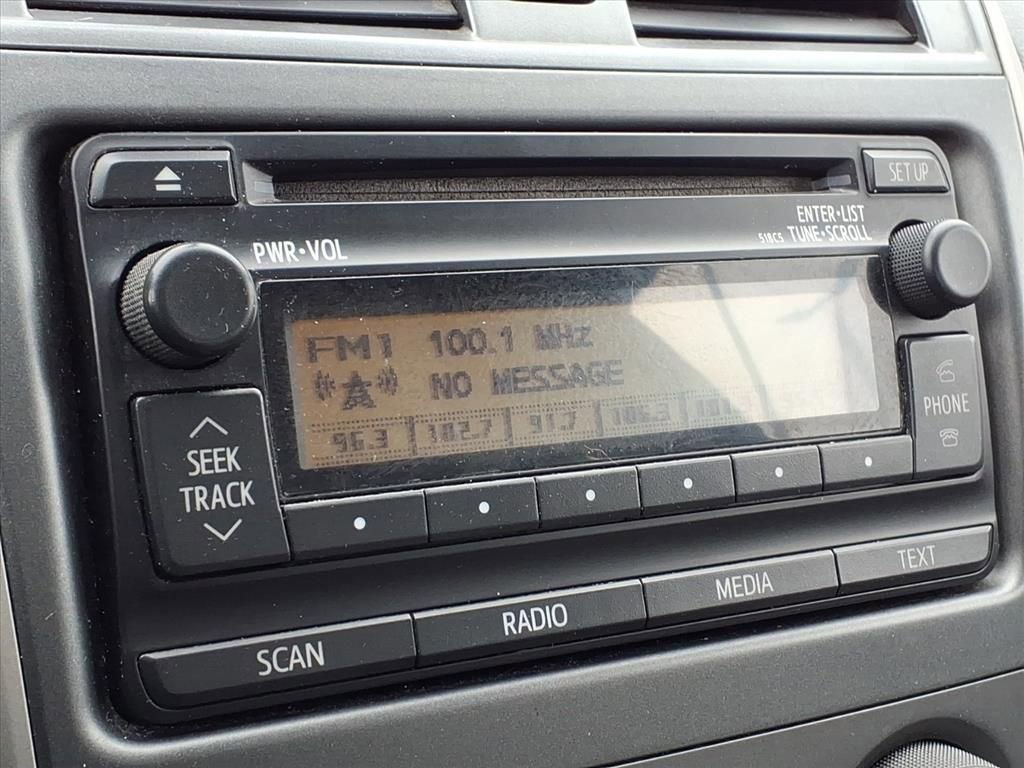 SET UP
ENTER•LIST
518C5 TUNE•SCROLL
PWR•VOL
FM1 100.1 MHz
NO MESSAGE
96.3 102.7 91.7 106.3
SEEK
TRACK
PHONE
SCAN RADIO MEDIA TEXT